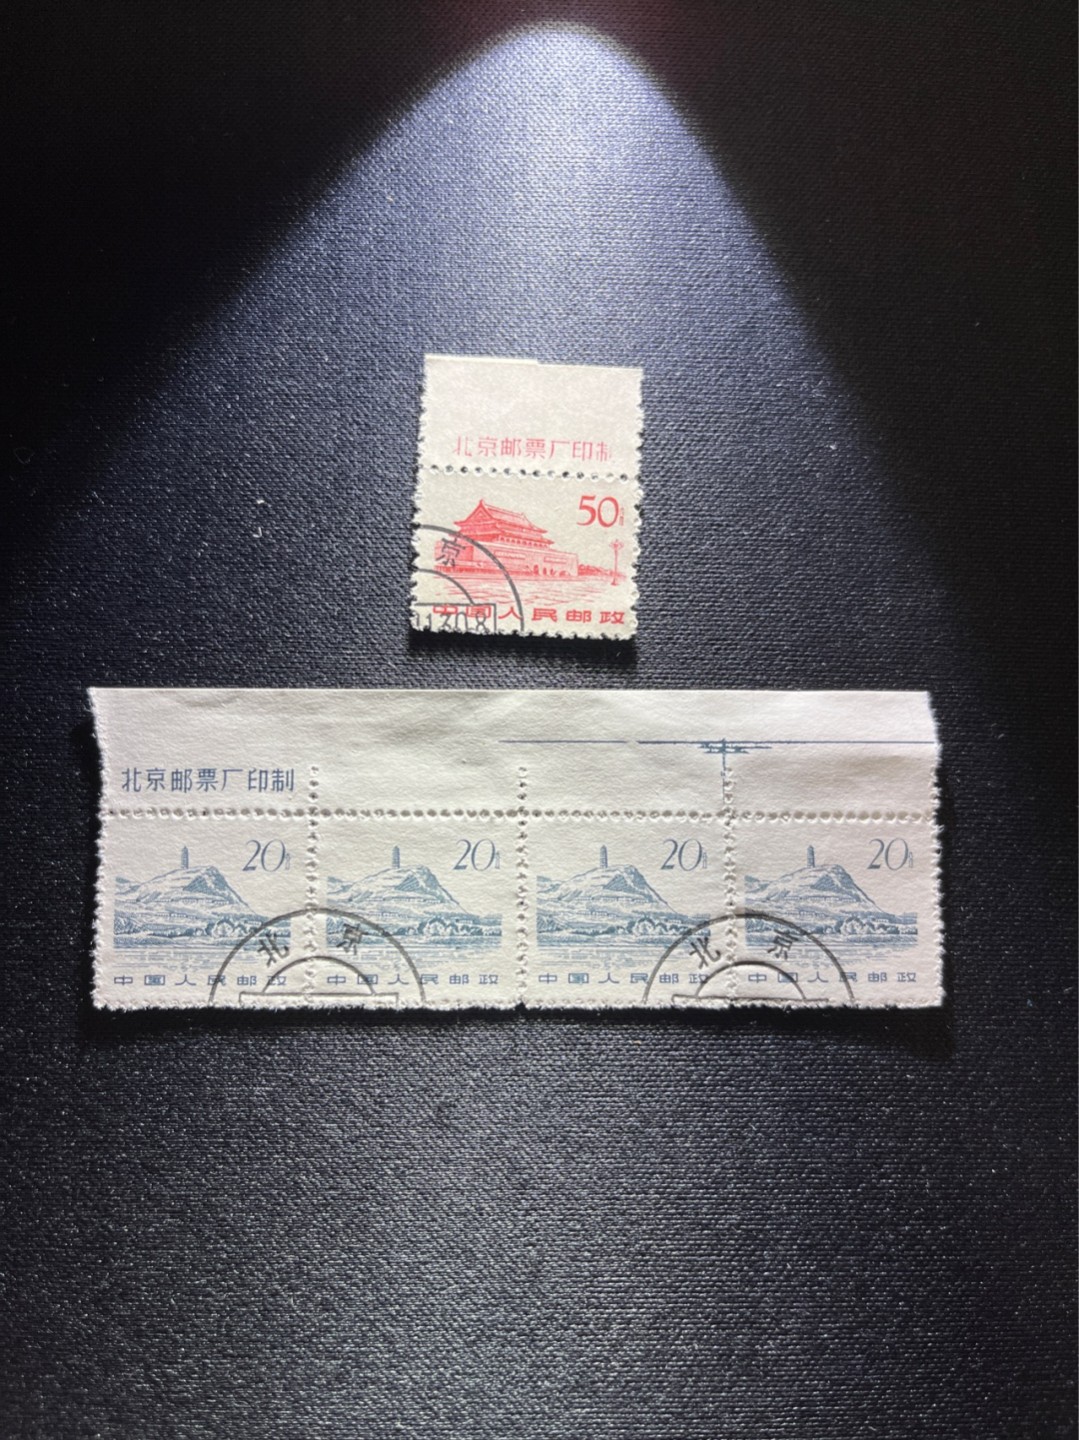 北京邮票厂印制
50分
京
中国人民邮政
1130.8
北京邮票厂印制
20分 20分 20分 20分
北 京 北 京
中国人民邮政 中国人民邮政 中国人民邮政 中国人民邮政